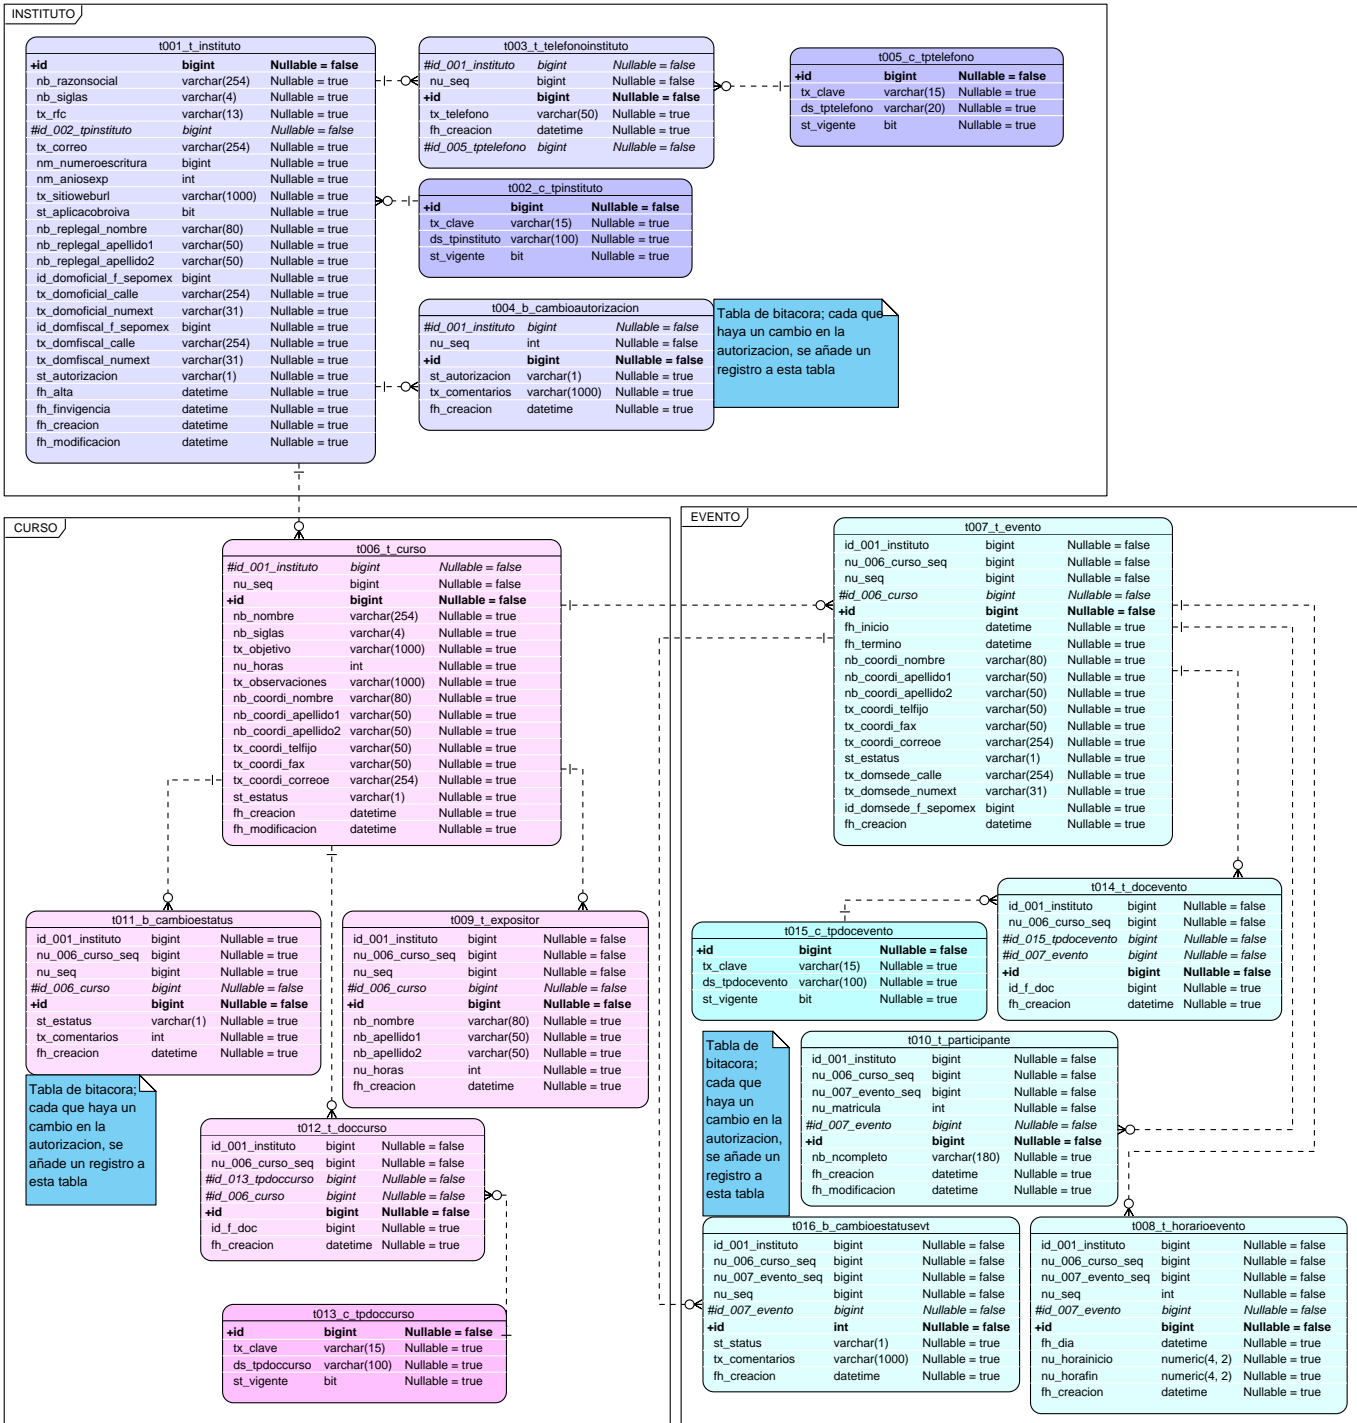 INSTITUTO
t001_t_instituto
+id bigint Nullable = false
nb_razonsocial varchar(254) Nullable = true
nb_siglas varchar(4) Nullable = true
tx_rfc varchar(13) Nullable = true
#id_002_tpinstituto bigint Nullable = false
tx_correo varchar(254) Nullable = true
nm_numeroescritura bigint Nullable = true
nm_aniosexp int Nullable = true
tx_sitioweburl varchar(1000) Nullable = true
st_aplicacobroiva bit Nullable = true
nb_replegal_nombre varchar(80) Nullable = true
nb_replegal_apellido1 varchar(50) Nullable = true
nb_replegal_apellido2 varchar(50) Nullable = true
id_domoficial_f_sepomex bigint Nullable = true
tx_domoficial_calle varchar(254) Nullable = true
tx_domoficial_numext varchar(31) Nullable = true
id_domfiscal_f_sepomex bigint Nullable = true
tx_domfiscal_calle varchar(254) Nullable = true
tx_domfiscal_numext varchar(31) Nullable = true
st_autorizacion varchar(1) Nullable = true
fh_alta datetime Nullable = true
fh_finvigencia datetime Nullable = true
fh_creacion datetime Nullable = true
fh_modificacion datetime Nullable = true
t003_t_telefonoinstituto
#id_001_instituto bigint Nullable = false
nu_seq bigint Nullable = false
+id bigint Nullable = false
tx_telefono varchar(50) Nullable = true
fh_creacion datetime Nullable = true
#id_005_tptelefono bigint Nullable = false
t005_c_tptelefono
+id bigint Nullable = false
tx_clave varchar(15) Nullable = true
ds_tptelefono varchar(20) Nullable = true
st_vigente bit Nullable = true
t002_c_tpinstituto
+id bigint Nullable = false
tx_clave varchar(15) Nullable = true
ds_tpinstituto varchar(100) Nullable = true
st_vigente bit Nullable = true
t004_b_cambioautorizacion
#id_001_instituto bigint Nullable = false
nu_seq int Nullable = false
+id bigint Nullable = false
st_autorizacion varchar(1) Nullable = true
tx_comentarios varchar(1000) Nullable = true
fh_creacion datetime Nullable = true
Tabla de bitacora; cada que
haya un cambio en la
autorizacion, se añade un
registro a esta tabla
CURSO
t006_t_curso
#id_001_instituto bigint Nullable = false
nu_seq bigint Nullable = false
+id bigint Nullable = false
nb_nombre varchar(254) Nullable = true
nb_siglas varchar(4) Nullable = true
tx_objetivo varchar(1000) Nullable = true
nu_horas int Nullable = true
tx_observaciones varchar(1000) Nullable = true
nb_coordi_nombre varchar(80) Nullable = true
nb_coordi_apellido1 varchar(50) Nullable = true
nb_coordi_apellido2 varchar(50) Nullable = true
tx_coordi_telfijo varchar(50) Nullable = true
tx_coordi_fax varchar(50) Nullable = true
tx_coordi_correoe varchar(254) Nullable = true
st_estatus varchar(1) Nullable = true
fh_creacion datetime Nullable = true
fh_modificacion datetime Nullable = true
t011_b_cambioestatus
id_001_instituto bigint Nullable = true
nu_006_curso_seq bigint Nullable = true
nu_seq bigint Nullable = true
#id_006_curso bigint Nullable = false
+id bigint Nullable = false
st_estatus varchar(1) Nullable = true
tx_comentarios int Nullable = true
fh_creacion datetime Nullable = true
Tabla de bitacora;
cada que haya un
cambio en la
autorizacion, se
añade un registro a
esta tabla
t009_t_expositor
id_001_instituto bigint Nullable = false
nu_006_curso_seq bigint Nullable = false
nu_seq bigint Nullable = false
#id_006_curso bigint Nullable = false
+id bigint Nullable = false
nb_nombre varchar(80) Nullable = true
nb_apellido1 varchar(50) Nullable = true
nb_apellido2 varchar(50) Nullable = true
nu_horas int Nullable = true
fh_creacion datetime Nullable = true
t012_t_doccurso
id_001_instituto bigint Nullable = false
nu_006_curso_seq bigint Nullable = false
#id_013_tpdoccurso bigint Nullable = false
#id_006_curso bigint Nullable = false
+id bigint Nullable = false
id_f_doc bigint Nullable = true
fh_creacion datetime Nullable = true
t013_c_tpdoccurso
+id bigint Nullable = false
tx_clave varchar(15) Nullable = true
ds_tpdoccurso varchar(100) Nullable = true
st_vigente bit Nullable = true
EVENTO
t007_t_evento
id_001_instituto bigint Nullable = false
nu_006_curso_seq bigint Nullable = false
nu_seq bigint Nullable = false
#id_006_curso bigint Nullable = false
+id bigint Nullable = false
fh_inicio datetime Nullable = true
fh_termino datetime Nullable = true
nb_coordi_nombre varchar(80) Nullable = true
nb_coordi_apellido1 varchar(50) Nullable = true
nb_coordi_apellido2 varchar(50) Nullable = true
tx_coordi_telfijo varchar(50) Nullable = true
tx_coordi_fax varchar(50) Nullable = true
tx_coordi_correoe varchar(254) Nullable = true
st_estatus varchar(1) Nullable = true
tx_domsede_calle varchar(254) Nullable = true
tx_domsede_numext varchar(31) Nullable = true
id_domsede_f_sepomex bigint Nullable = true
fh_creacion datetime Nullable = true
t014_t_docevento
id_001_instituto bigint Nullable = false
nu_006_curso_seq bigint Nullable = false
#id_015_tpdocevento bigint Nullable = false
#id_007_evento bigint Nullable = false
+id bigint Nullable = false
id_f_doc bigint Nullable = true
fh_creacion datetime Nullable = true
t015_c_tpdocevento
+id bigint Nullable = false
tx_clave varchar(15) Nullable = true
ds_tpdocevento varchar(100) Nullable = true
st_vigente bit Nullable = true
Tabla de
bitacora;
cada que
haya un
cambio en la
autorizacion,
se añade un
registro a
esta tabla
t010_t_participante
id_001_instituto bigint Nullable = false
nu_006_curso_seq bigint Nullable = false
nu_007_evento_seq bigint Nullable = false
nu_matricula int Nullable = false
#id_007_evento bigint Nullable = false
+id bigint Nullable = false
nb_ncompleto varchar(180) Nullable = true
fh_creacion datetime Nullable = true
fh_modificacion datetime Nullable = true
t016_b_cambioestatusevt
id_001_instituto bigint Nullable = false
nu_006_curso_seq bigint Nullable = false
nu_007_evento_seq bigint Nullable = false
nu_seq bigint Nullable = false
#id_007_evento bigint Nullable = false
+id int Nullable = false
st_status varchar(1) Nullable = true
tx_comentarios varchar(1000) Nullable = true
fh_creacion datetime Nullable = true
t008_t_horarioevento
id_001_instituto bigint Nullable = false
nu_006_curso_seq bigint Nullable = false
nu_007_evento_seq bigint Nullable = false
nu_seq int Nullable = false
#id_007_evento bigint Nullable = false
+id bigint Nullable = false
fh_dia datetime Nullable = true
nu_horainicio numeric(4, 2) Nullable = true
nu_horafin numeric(4, 2) Nullable = true
fh_creacion datetime Nullable = true